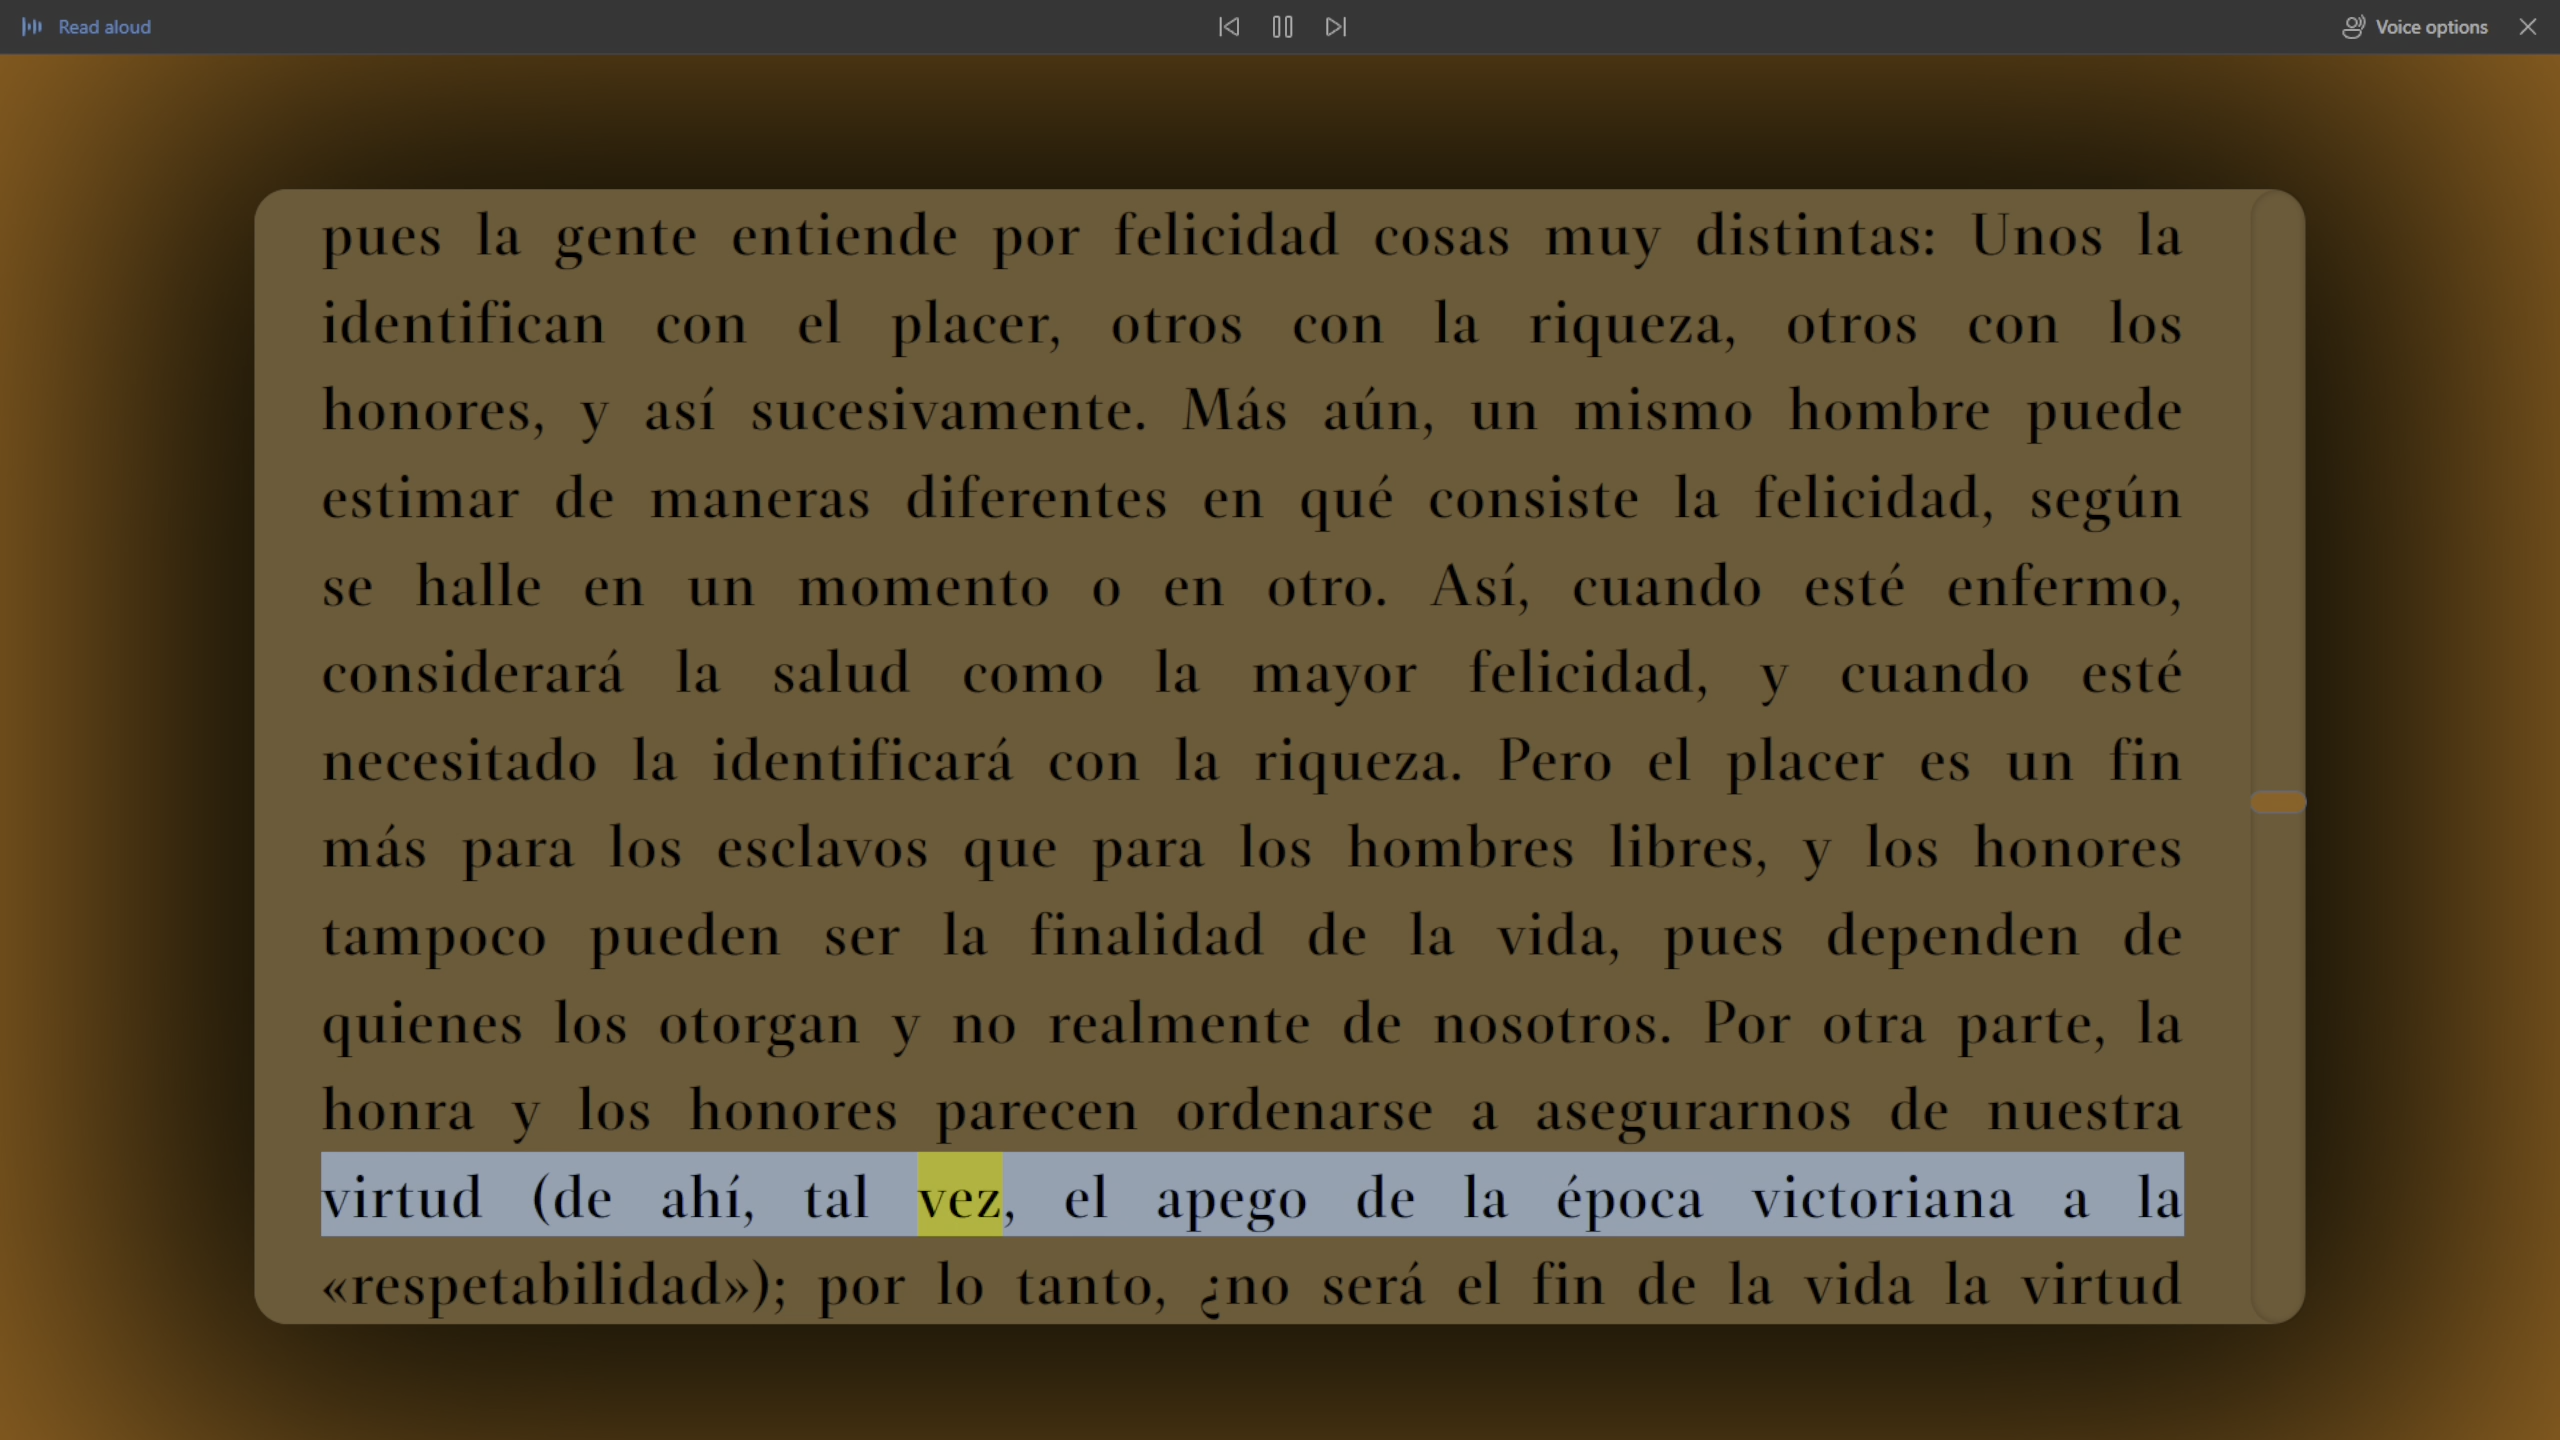 Read aloud
Voice options
pues la gente entiende por felicidad cosas muy distintas: Unos la
identifican con el placer, otros con la riqueza, otros con los
honores, y así sucesivamente. Más aún, un mismo hombre puede
estimar de maneras diferentes en qué consiste la felicidad, según
se halle en un momento o en otro. Así, cuando esté enfermo,
considerará la salud como la mayor felicidad, y cuando esté
necesitado la identificará con la riqueza. Pero el placer es un fin
más para los esclavos que para los hombres libres, y los honores
tampoco pueden ser la finalidad de la vida, pues dependen de
quienes los otorgan y no realmente de nosotros. Por otra parte, la
honra y los honores parecen ordenarse a asegurarnos de nuestra
virtud (de ahí, tal vez, el apego de la época victoriana a la
«respetabilidad»); por lo tanto, ¿no será el fin de la vida la virtud